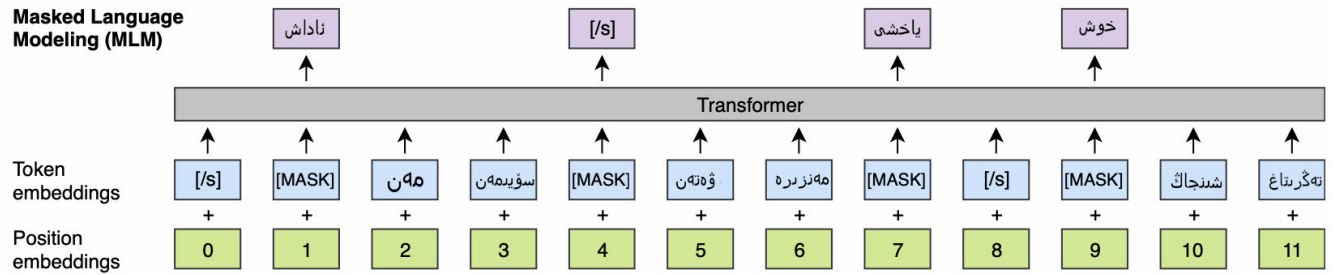 Masked Language
Modeling (MLM)
ئاداش [/s] ياخشى خوش
Transformer
Token
embeddings
[/s] [MASK] مەن سۆيىمەن [MASK] ۋەتەن مەنزىرە [MASK] [/s] [MASK] شىنجاڭ تەڭرىتاغ
+ + + + + + + + + + + +
Position
embeddings
0 1 2 3 4 5 6 7 8 9 10 11